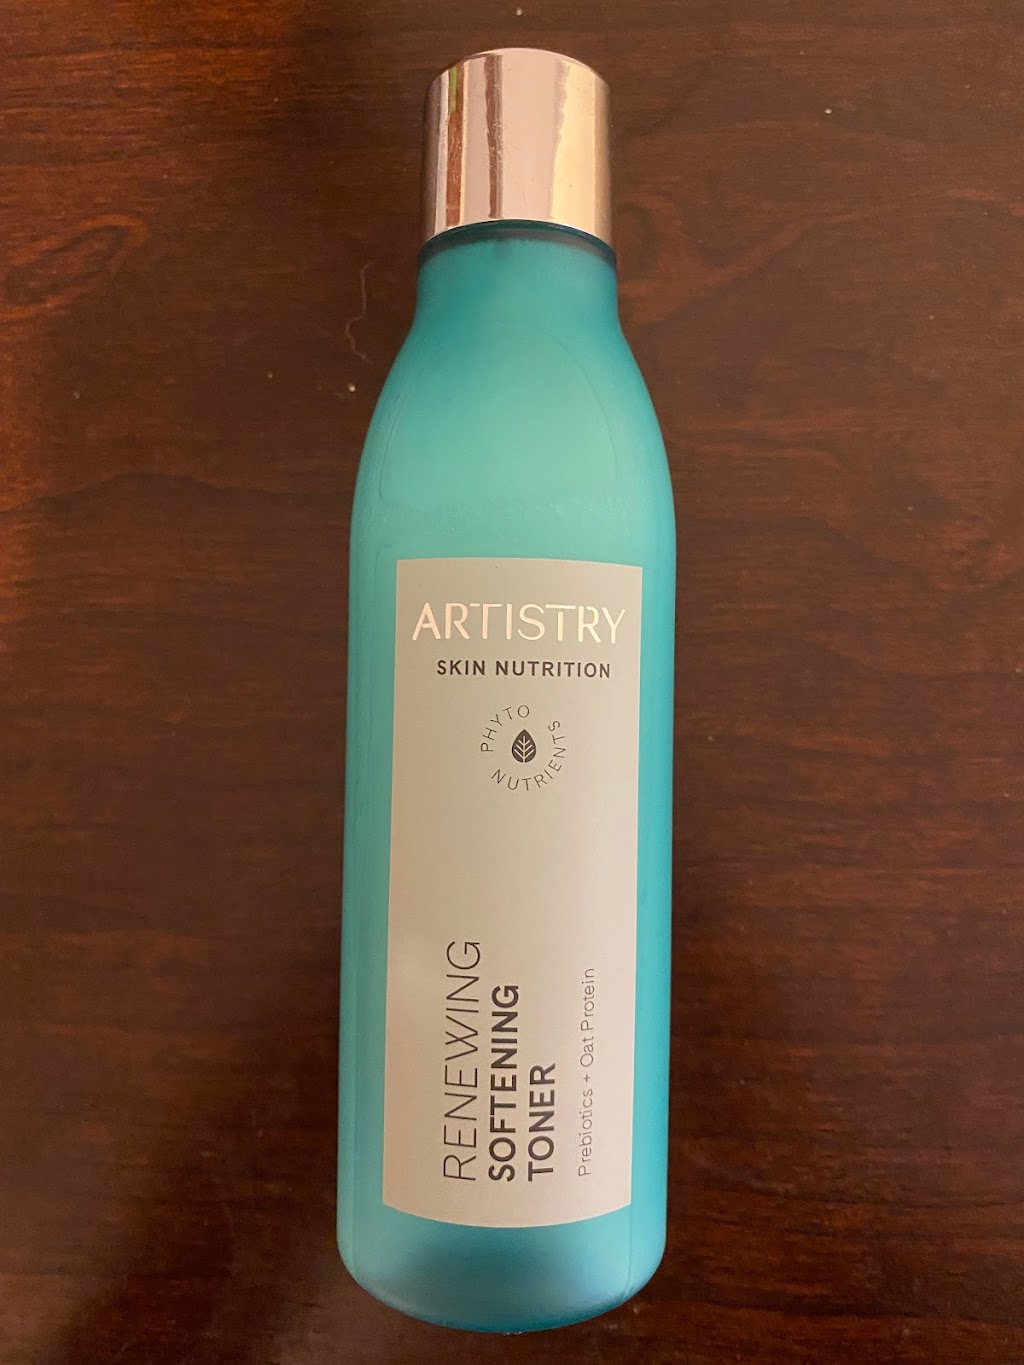 ARTISTRY
SKIN NUTRITION
PHYTO
NUTRIENTS
RENEWING
SOFTENING
TONER
Prebiotics + Oat Protein